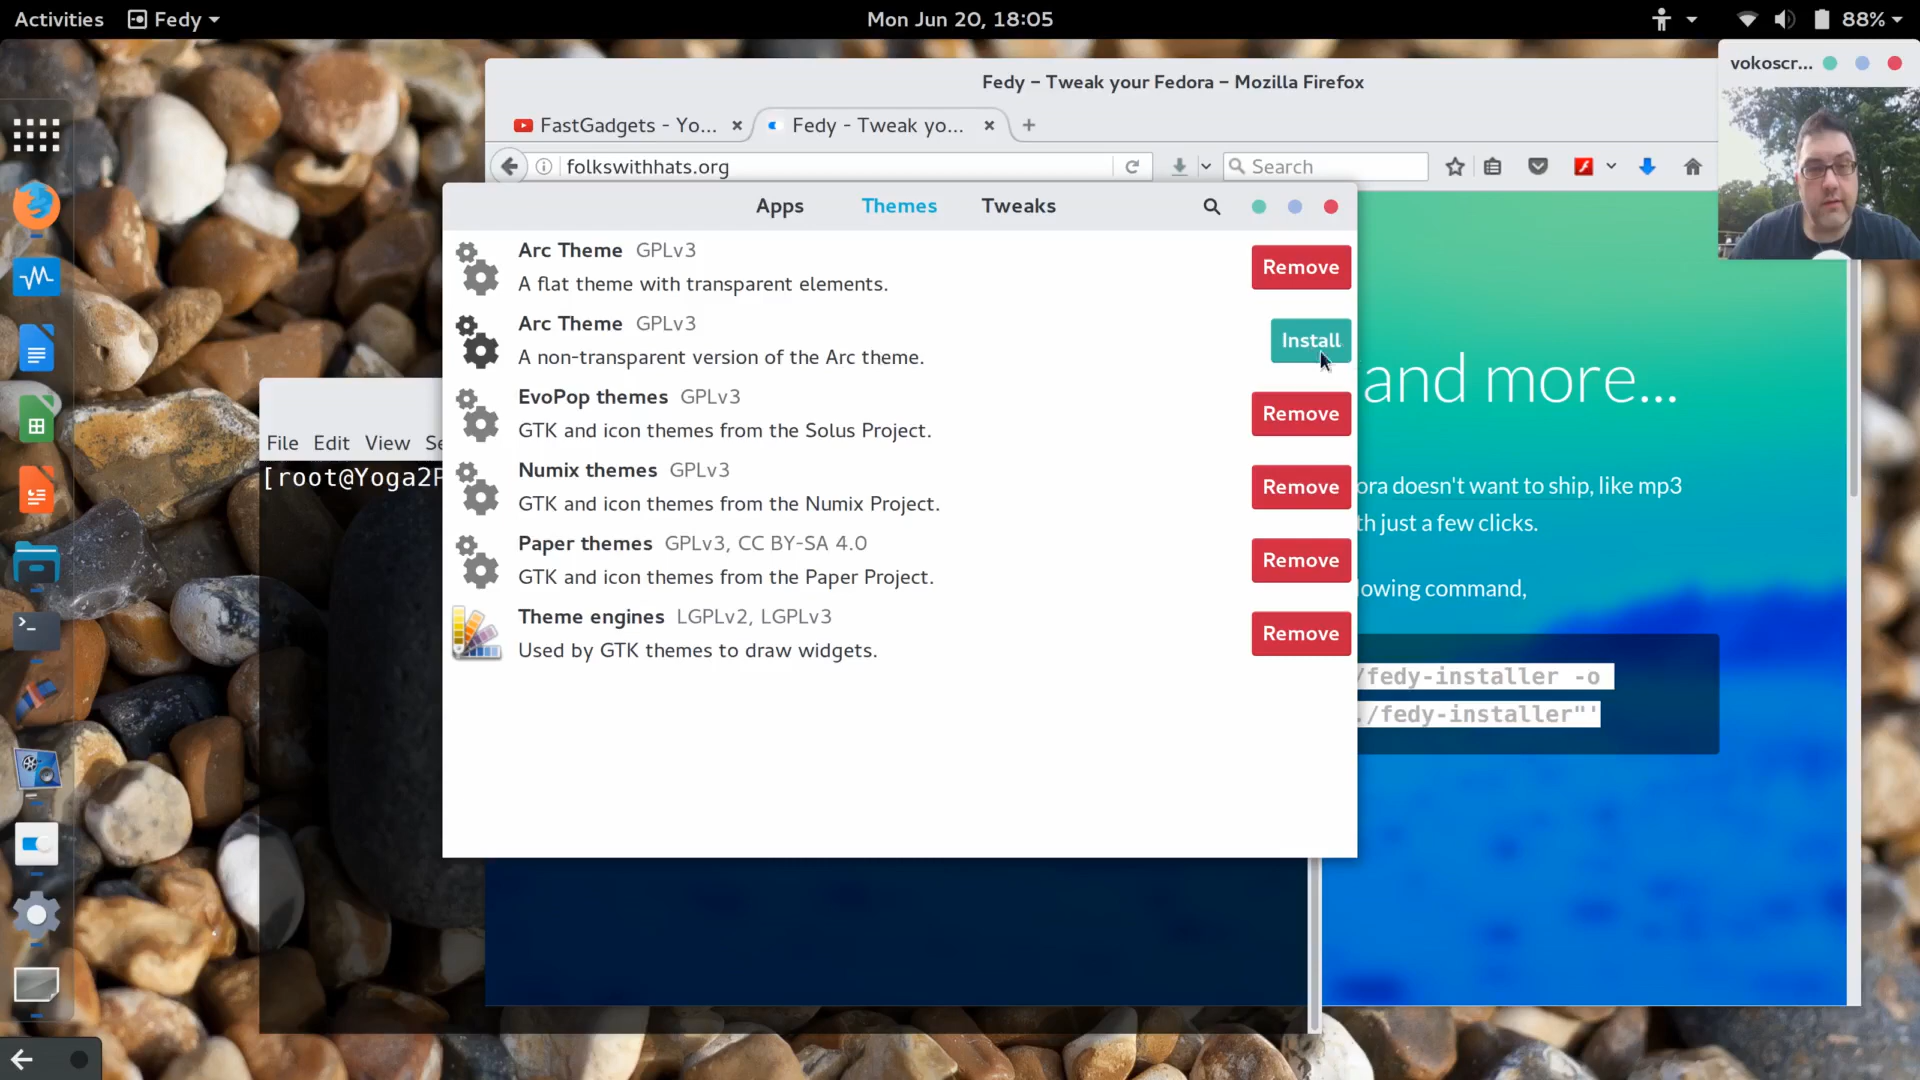 Activities
Fedy
Mon Jun 20, 18:05
88%
vokoscr...
Fedy – Tweak your Fedora – Mozilla Firefox
FastGadgets - Yo...
Fedy - Tweak yo...
folkswithhats.org
Search
Apps
Themes
Tweaks
Arc Theme GPLv3
A flat theme with transparent elements.
Remove
Arc Theme GPLv3
A non-transparent version of the Arc theme.
Install
EvoPop themes GPLv3
GTK and icon themes from the Solus Project.
Remove
Numix themes GPLv3
GTK and icon themes from the Numix Project.
Remove
Paper themes GPLv3, CC BY-SA 4.0
GTK and icon themes from the Paper Project.
Remove
Theme engines LGPLv2, LGPLv3
Used by GTK themes to draw widgets.
Remove
File Edit View Se
[root@Yoga2P
and more...
ora doesn't want to ship, like mp3
th just a few clicks.
lowing command,
/fedy-installer -o
./fedy-installer"'